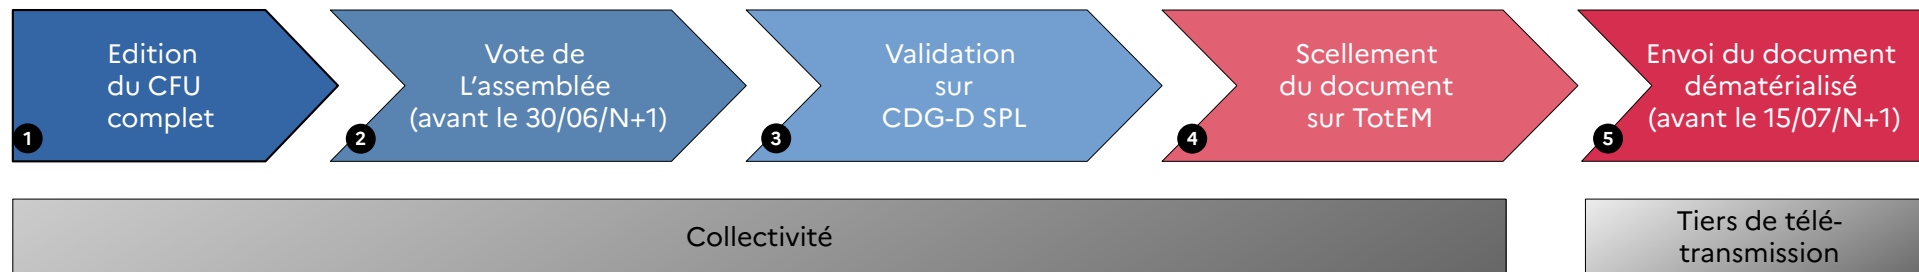 Edition
du CFU
complet
1
Vote de
L'assemblée
(avant le 30/06/N+1)
2
Validation
sur
CDG-D SPL
3
Scellement
du document
sur TotEM
4
Envoi du document
dématérialisé
(avant le 15/07/N+1)
5
Collectivité
Tiers de télé-
transmission